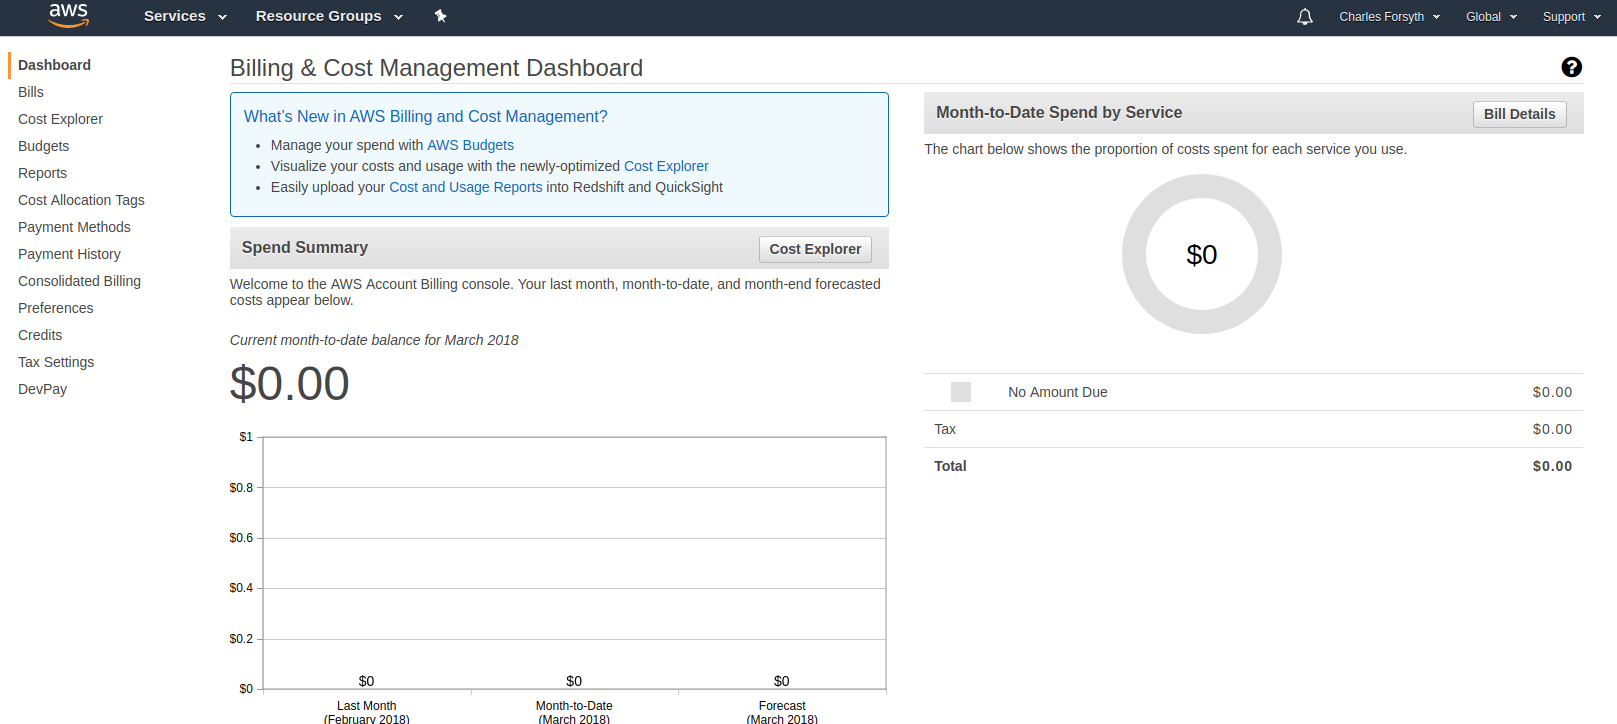 aws
Services
Resource Groups
Charles Forsyth
Global
Support
Dashboard
Bills
Cost Explorer
Budgets
Reports
Cost Allocation Tags
Payment Methods
Payment History
Consolidated Billing
Preferences
Credits
Tax Settings
DevPay
Billing & Cost Management Dashboard
?
What's New in AWS Billing and Cost Management?
• Manage your spend with AWS Budgets
• Visualize your costs and usage with the newly-optimized Cost Explorer
• Easily upload your Cost and Usage Reports into Redshift and QuickSight
Spend Summary
Cost Explorer
Welcome to the AWS Account Billing console. Your last month, month-to-date, and month-end forecasted
costs appear below.
Current month-to-date balance for March 2018
$0.00
$1
$0.8
$0.6
$0.4
$0.2
$0
$0 $0 $0
Last Month Month-to-Date Forecast
(February 2018) (March 2018) (March 2018)
Month-to-Date Spend by Service
Bill Details
The chart below shows the proportion of costs spent for each service you use.
$0
No Amount Due $0.00
Tax $0.00
Total $0.00